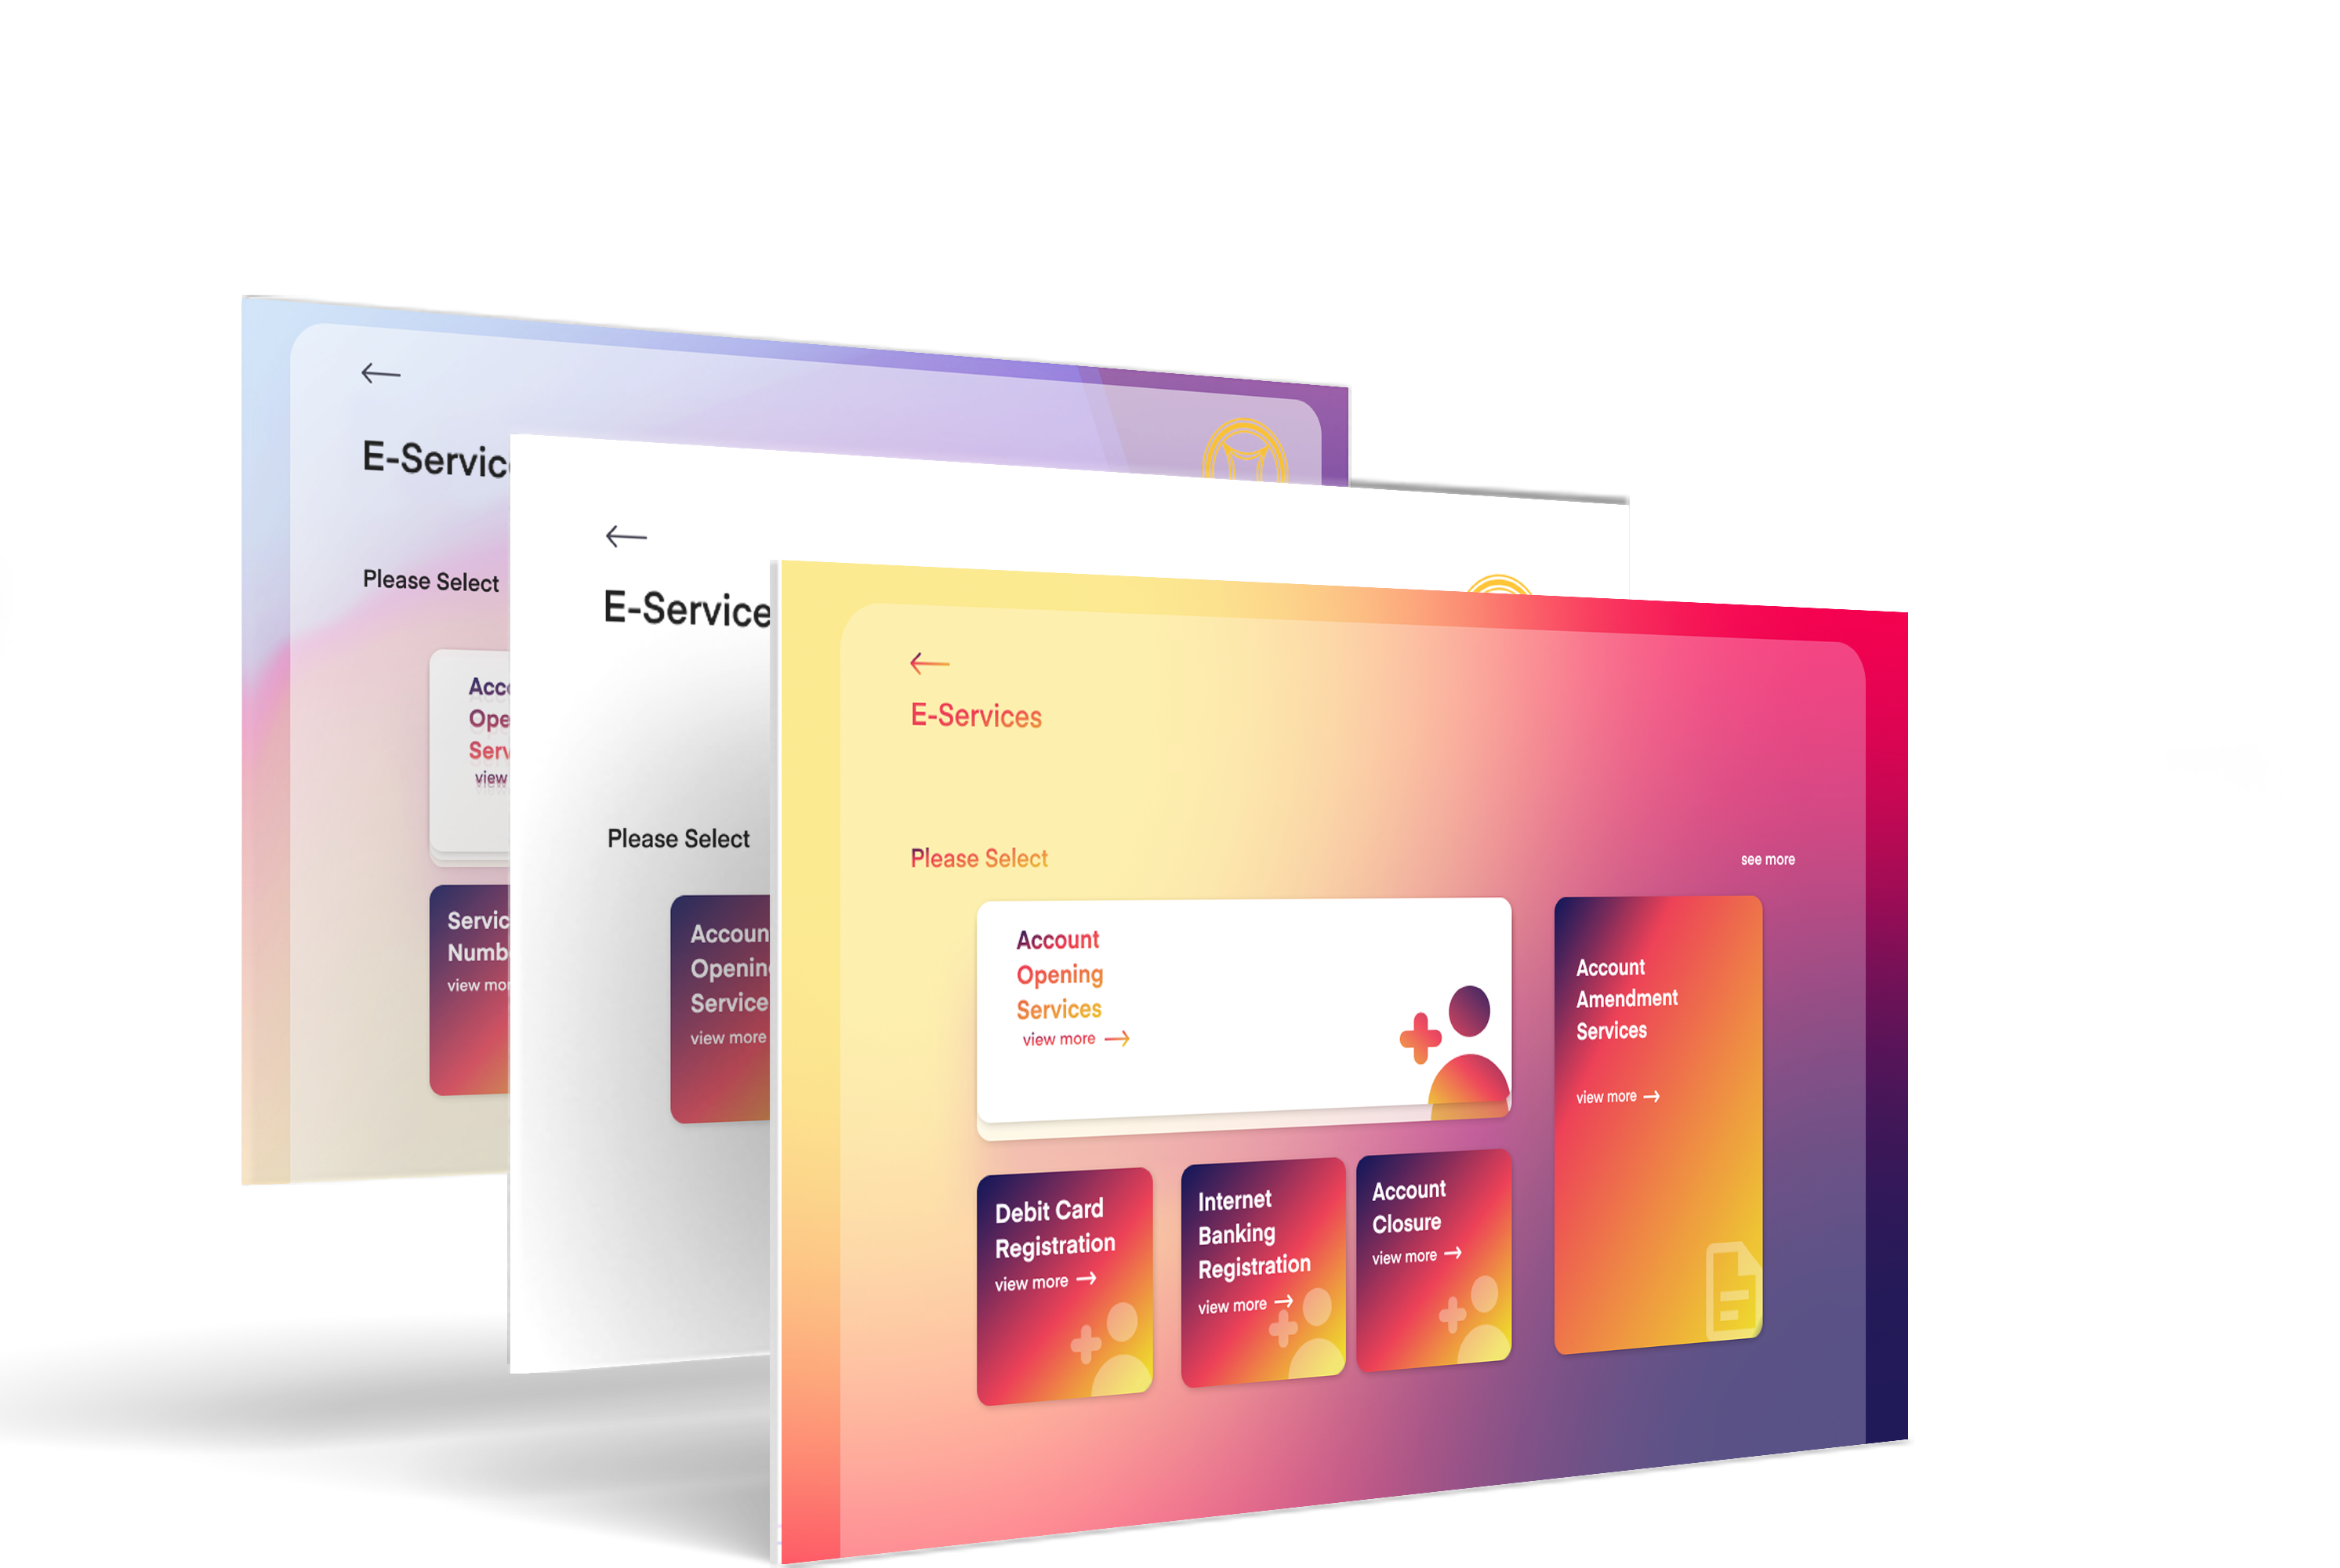 E-Servic
Please Select
Acc
Ope
Serv
view
Servic
Numb
view mor
E-Service
Please Select
Accoun
Openin
Service
view more
E-Services
Please Select
see more
Account
Opening
Services
view more
Account
Amendment
Services
view more
Debit Card
Registration
view more
Internet
Banking
Registration
view more
Account
Closure
view more